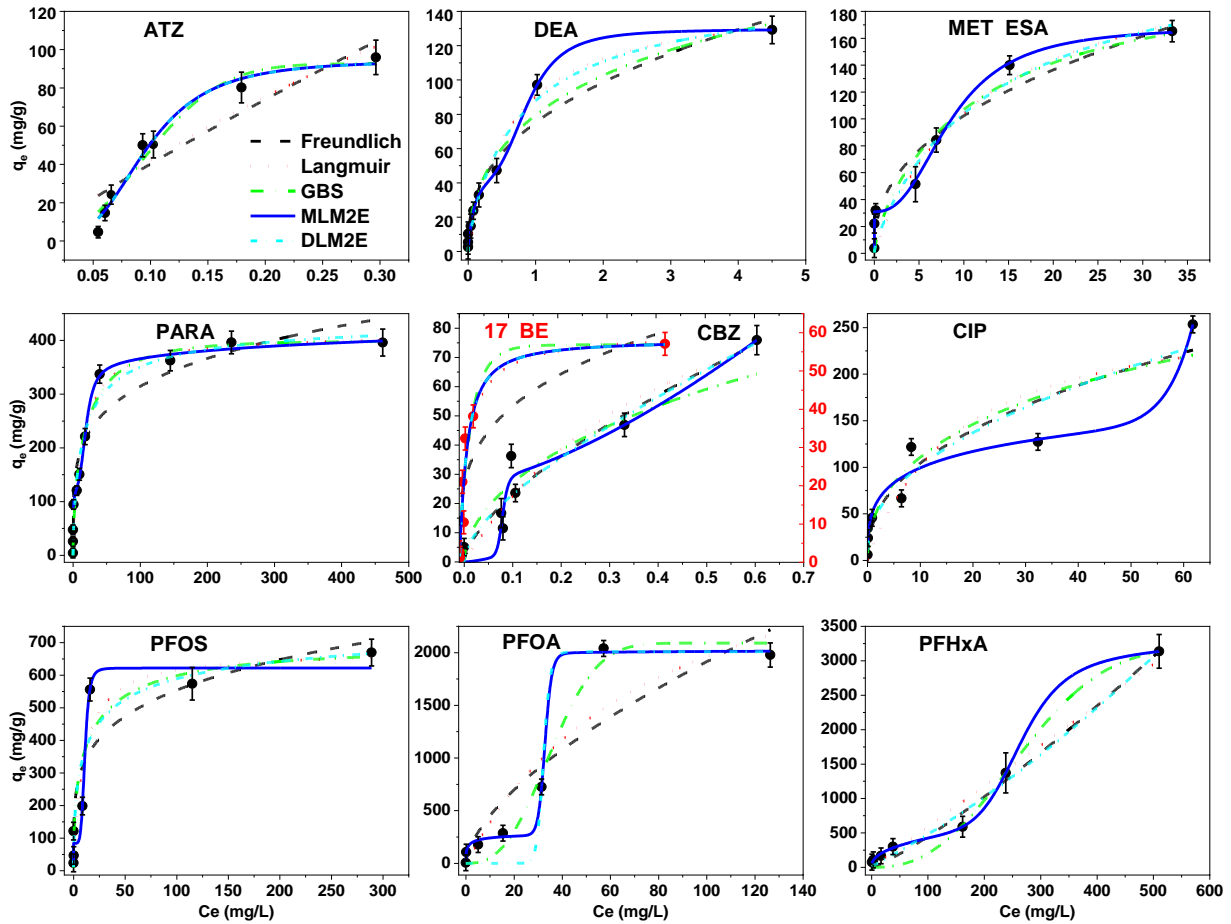 ATZ
DEA
MET ESA
q_e (mg/g)
120
100
80
60
40
20
0
0.05 0.10 0.15 0.20 0.25 0.30
Freundlich
Langmuir
GBS
MLM2E
DLM2E
140
120
100
80
60
40
20
0
0 1 2 3 4 5
180
160
140
120
100
80
60
40
20
0
0 5 10 15 20 25 30 35
PARA
17 BE
CBZ
CIP
q_e (mg/g)
400
300
200
100
0
0 100 200 300 400 500
80
70
60
50
40
30
20
10
0
0.0 0.1 0.2 0.3 0.4 0.5 0.6 0.7
60
50
40
30
20
10
0
250
200
150
100
50
0
0 10 20 30 40 50 60
PFOS
PFOA
PFHxA
q_e (mg/g)
700
600
500
400
300
200
100
0
0 50 100 150 200 250 300
Ce (mg/L)
2000
1500
1000
500
0
0 20 40 60 80 100 120 140
Ce (mg/L)
3500
3000
2500
2000
1500
1000
500
0
0 100 200 300 400 500 600
Ce (mg/L)